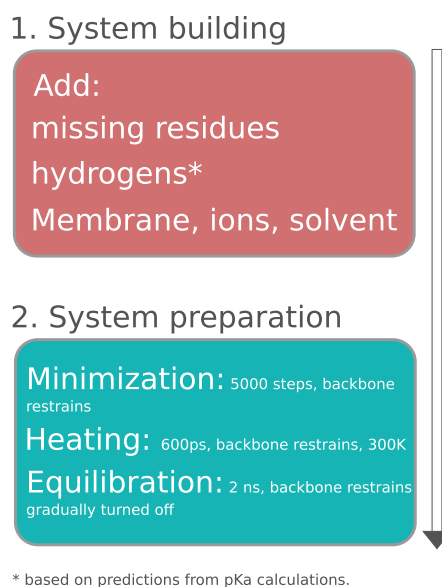 1. System building
Add:
missing residues
hydrogens*
Membrane, ions, solvent
2. System preparation
Minimization: 5000 steps, backbone
restrains
Heating: 600ps, backbone restrains, 300K
Equilibration: 2 ns, backbone restrains
gradually turned off
* based on predictions from pKa calculations.